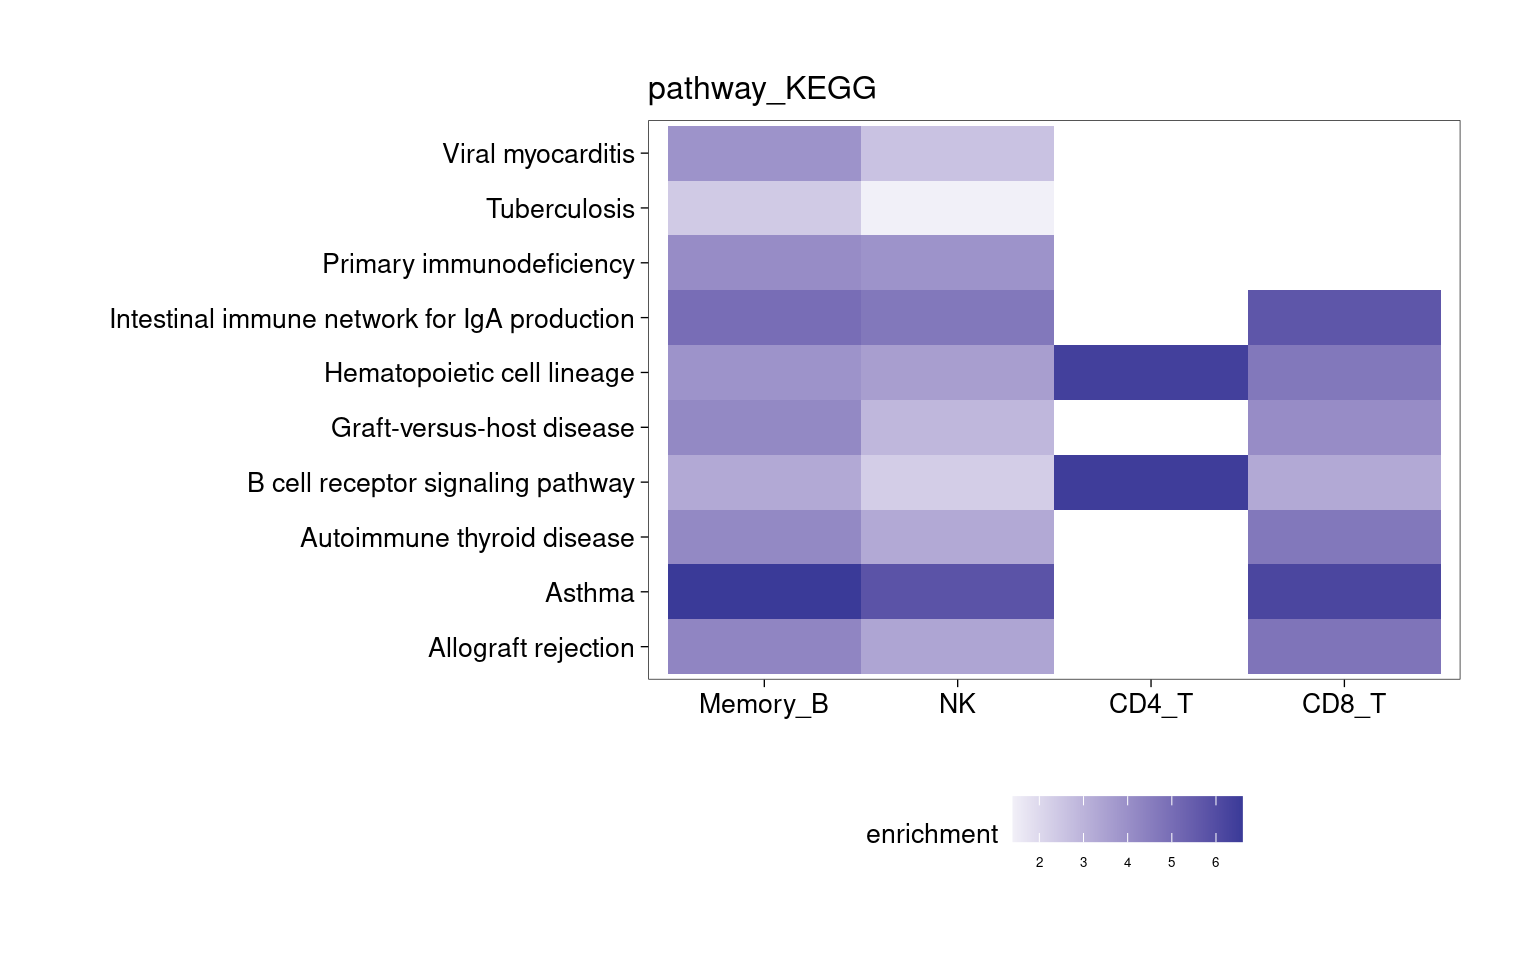 pathway_KEGG
Viral myocarditis
Tuberculosis
Primary immunodeficiency
Intestinal immune network for IgA production
Hematopoietic cell lineage
Graft-versus-host disease
B cell receptor signaling pathway
Autoimmune thyroid disease
Asthma
Allograft rejection
Memory_B NK CD4_T CD8_T
enrichment
2 3 4 5 6